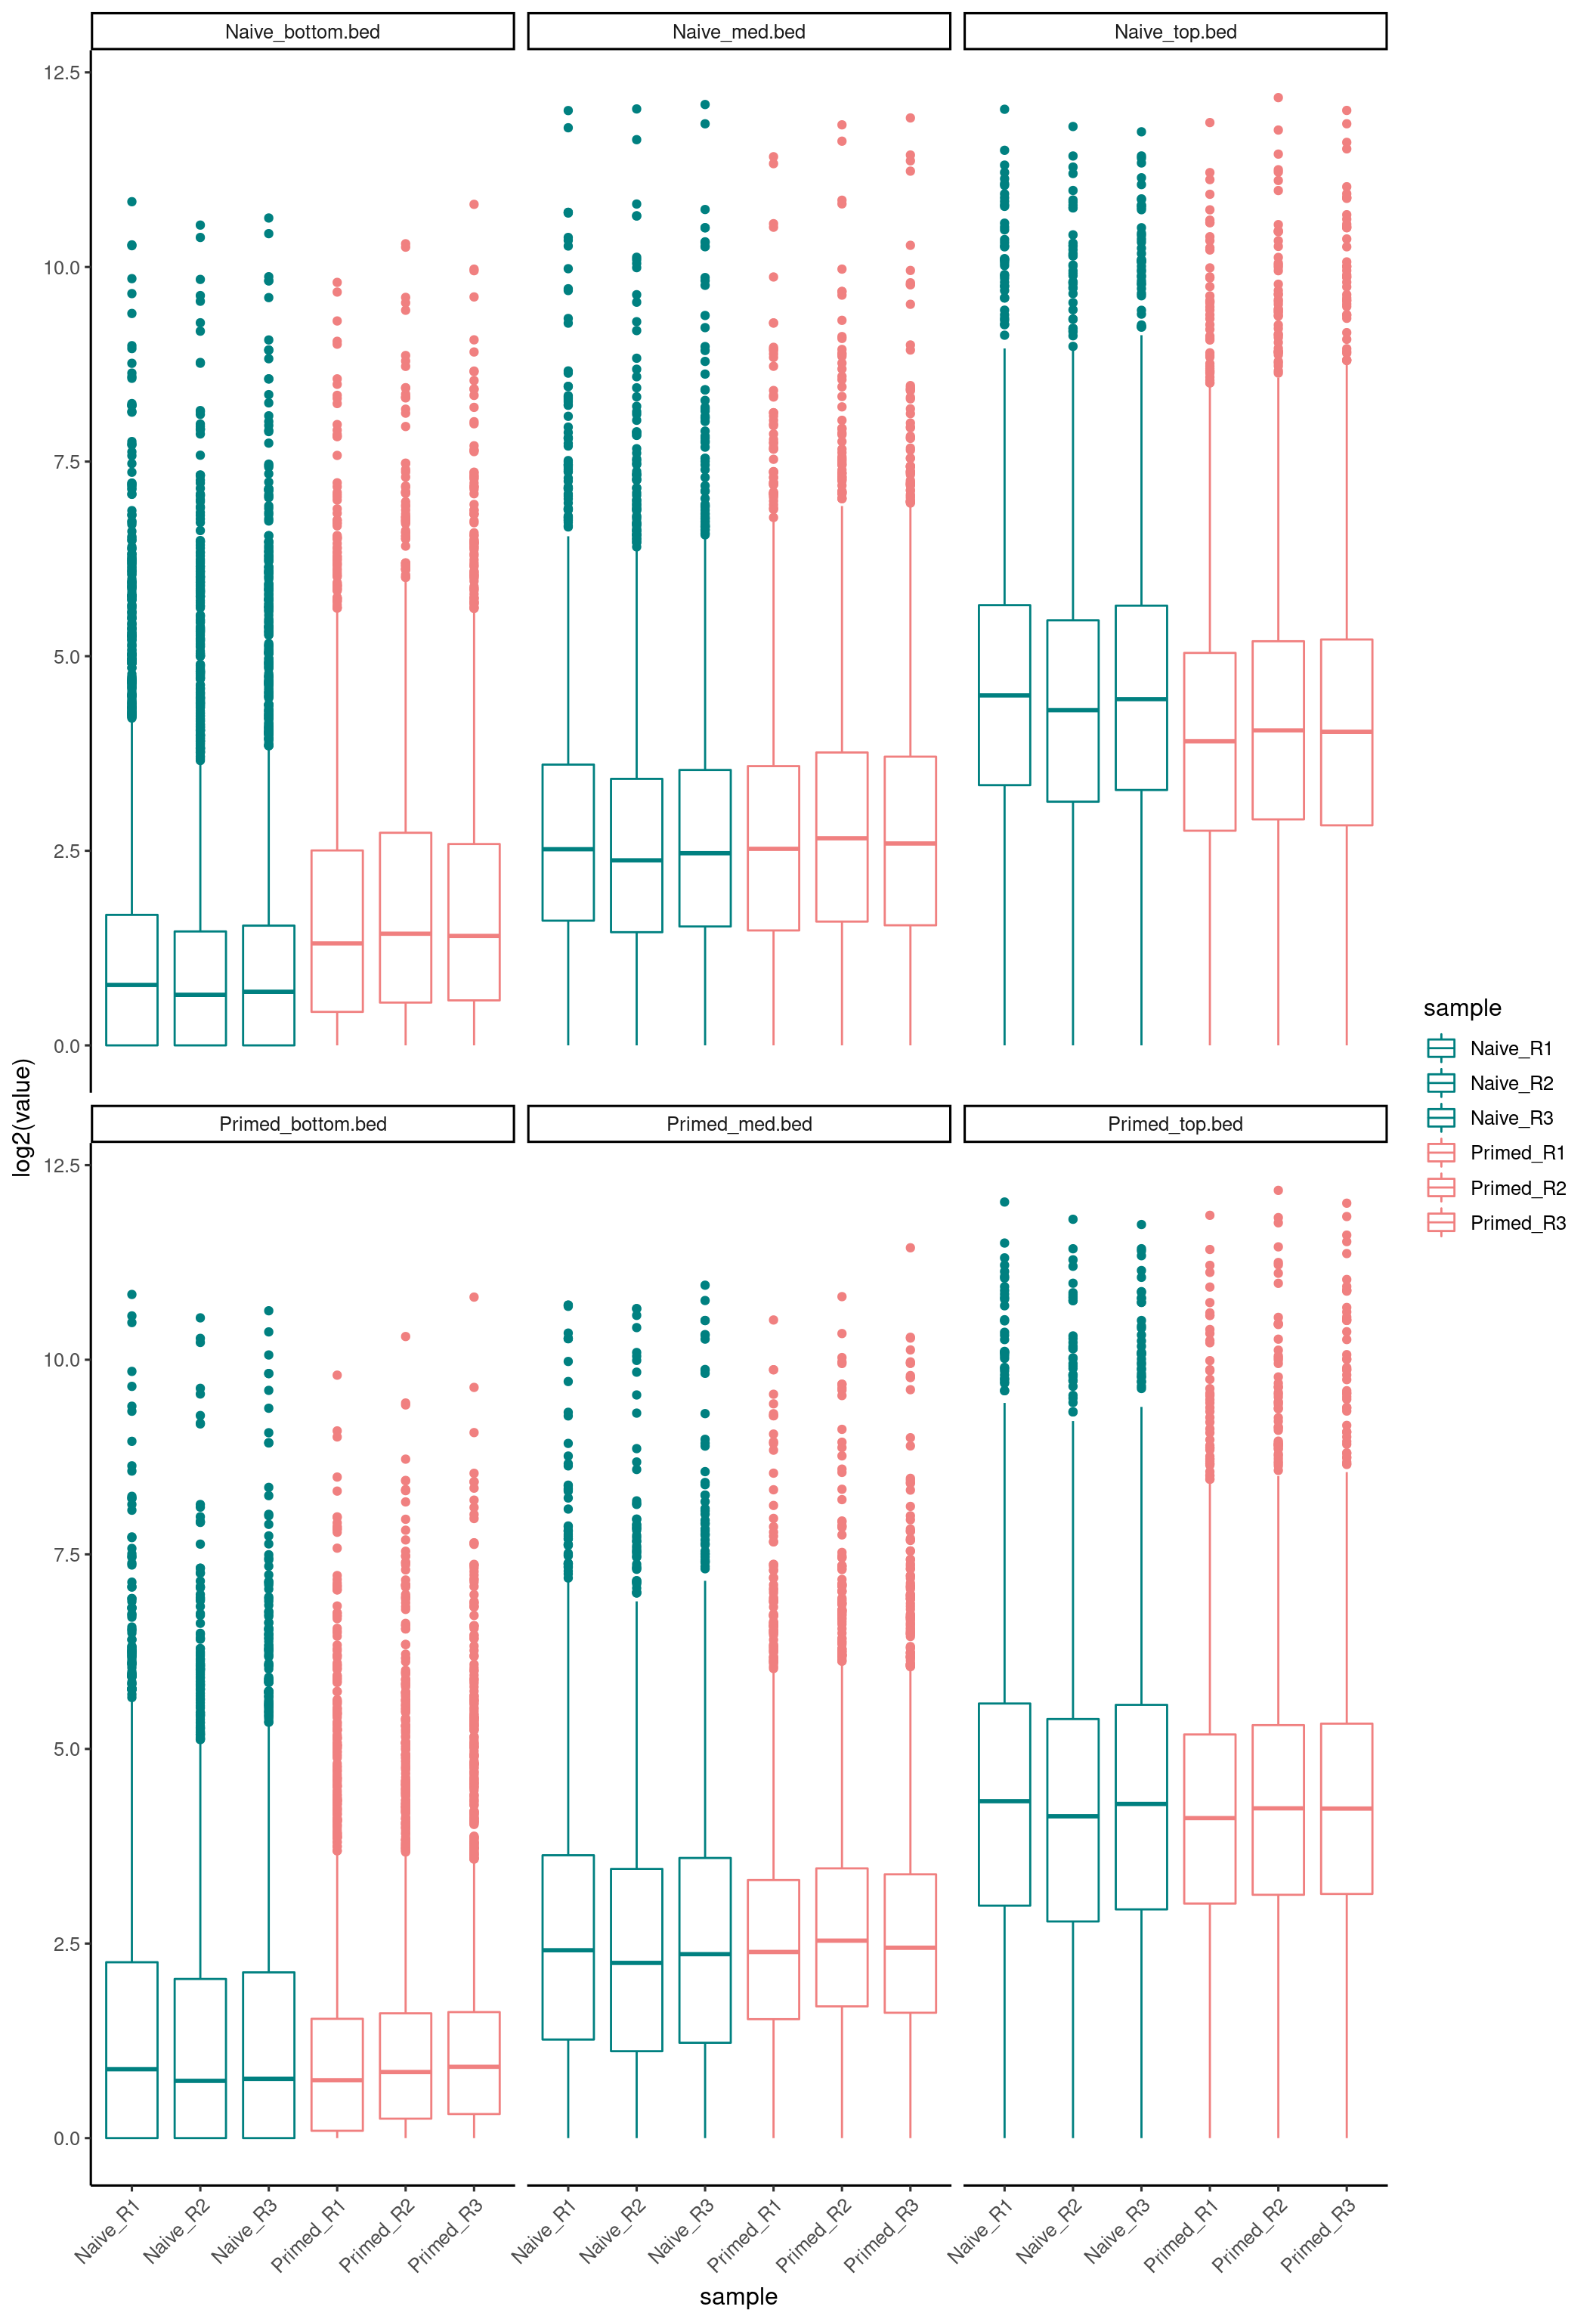 Naive_bottom.bed
Naive_med.bed
Naive_top.bed
12.5
10.0
7.5
5.0
2.5
0.0
log2(value)
Primed_bottom.bed
Primed_med.bed
Primed_top.bed
12.5
10.0
7.5
5.0
2.5
0.0
Naive_R1
Naive_R2
Naive_R3
Primed_R1
Primed_R2
Primed_R3
Naive_R1
Naive_R2
Naive_R3
Primed_R1
Primed_R2
Primed_R3
Naive_R1
Naive_R2
Naive_R3
Primed_R1
Primed_R2
Primed_R3
sample
sample
Naive_R1
Naive_R2
Naive_R3
Primed_R1
Primed_R2
Primed_R3